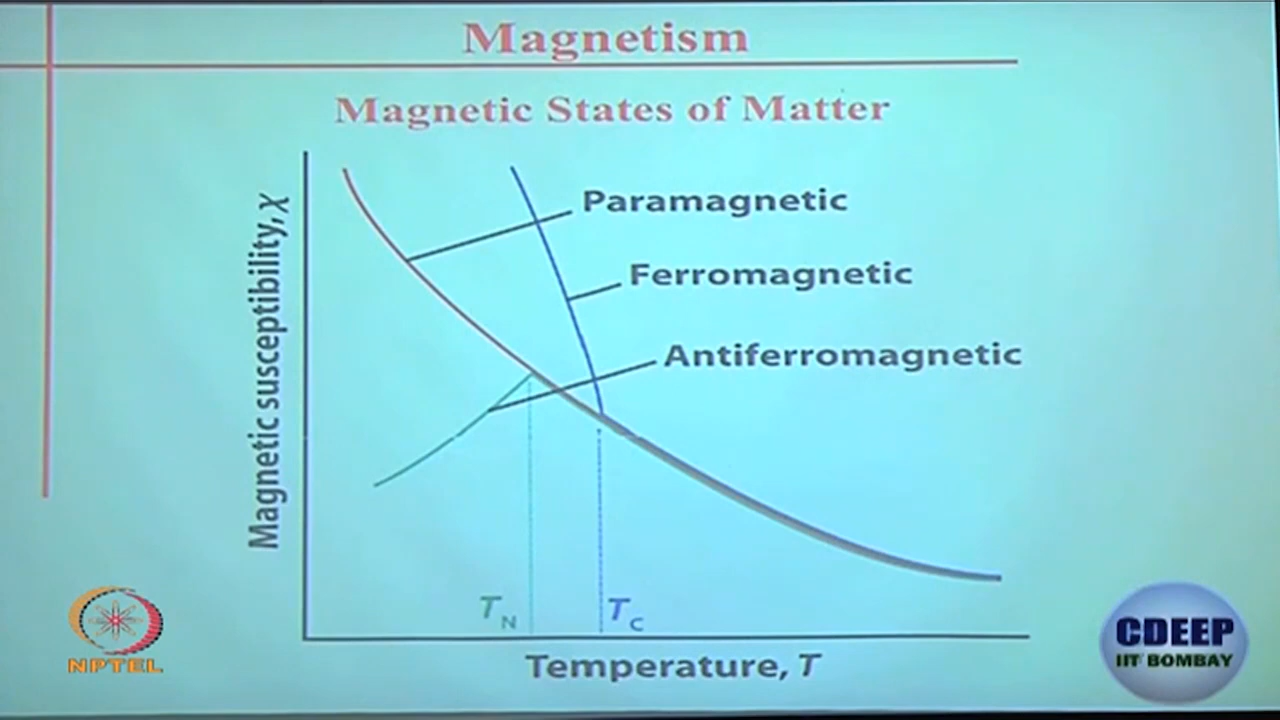 Magnetism
Magnetic States of Matter
Magnetic susceptibility, χ
Paramagnetic
Ferromagnetic
Antiferromagnetic
T_N
T_C
Temperature, T
NPTEL
CDEEP
IIT BOMBAY